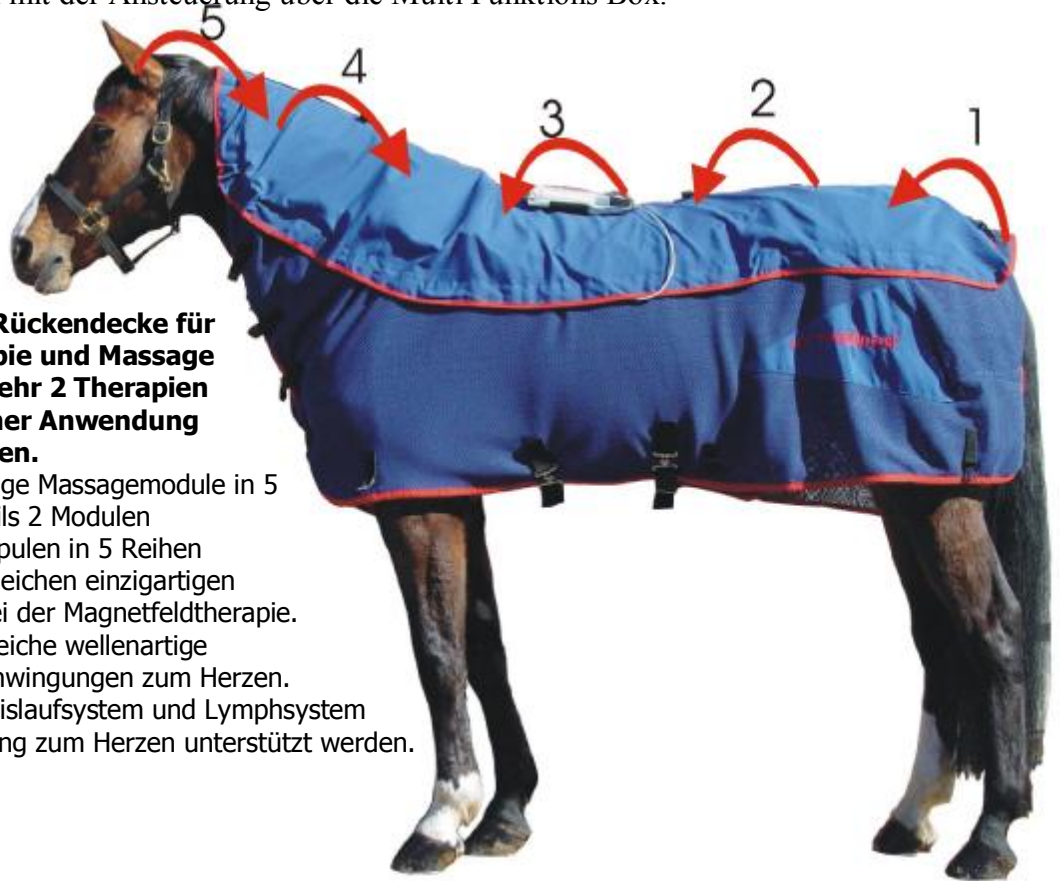 mit der Ansteuerung über die Multi Funktions Box.
5
4
3
2
1
Rückendecke für
pie und Massage
ehr 2 Therapien
ner Anwendung
en.
ge Massagemodule in 5
ils 2 Modulen
pulen in 5 Reihen
leichen einzigartigen
ei der Magnetfeldtherapie.
eiche wellenartige
hwingungen zum Herzen.
islaufsystem und Lymphsystem
ng zum Herzen unterstützt werden.